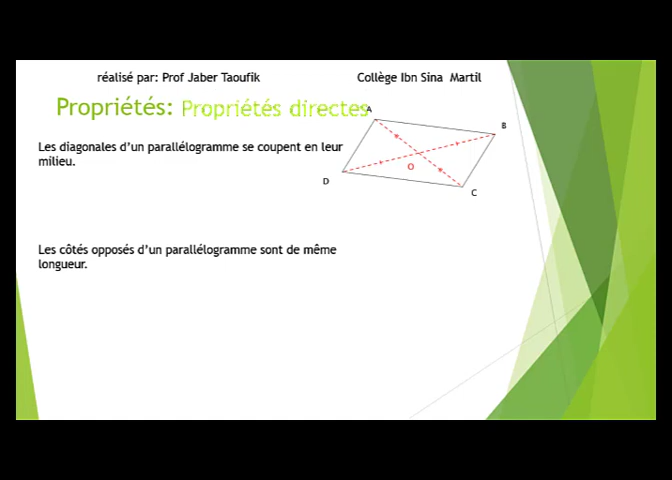 réalisé par: Prof Jaber Taoufik
Collège Ibn Sina Martil
Propriétés: Propriétés directes
A
B
Les diagonales d'un parallélogramme se coupent en leur
milieu.
O
D
C
Les côtés opposés d'un parallélogramme sont de même
longueur.